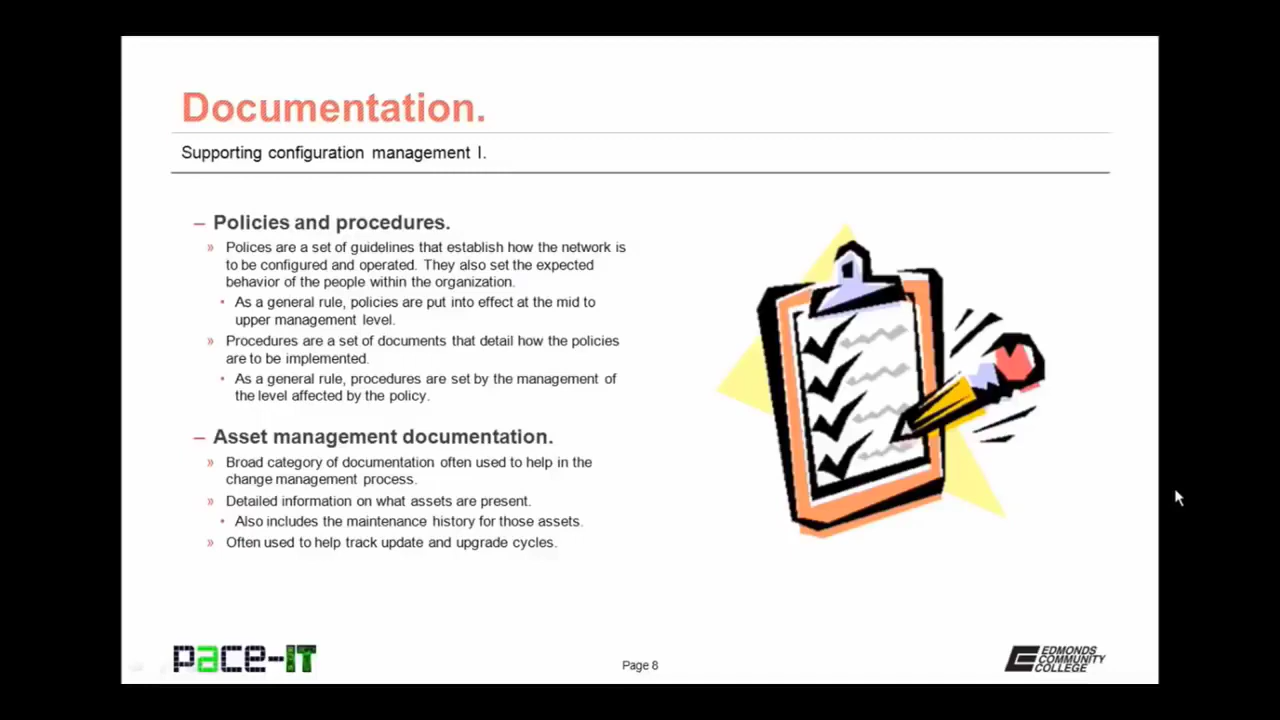 Documentation.
Supporting configuration management I.
– Policies and procedures.
» Polices are a set of guidelines that establish how the network is
to be configured and operated. They also set the expected
behavior of the people within the organization.
• As a general rule, policies are put into effect at the mid to
upper management level.
» Procedures are a set of documents that detail how the policies
are to be implemented.
• As a general rule, procedures are set by the management of
the level affected by the policy.
– Asset management documentation.
» Broad category of documentation often used to help in the
change management process.
» Detailed information on what assets are present.
• Also includes the maintenance history for those assets.
» Often used to help track update and upgrade cycles.
pace-IT
Page 8
EDMONDS
COMMUNITY
COLLEGE